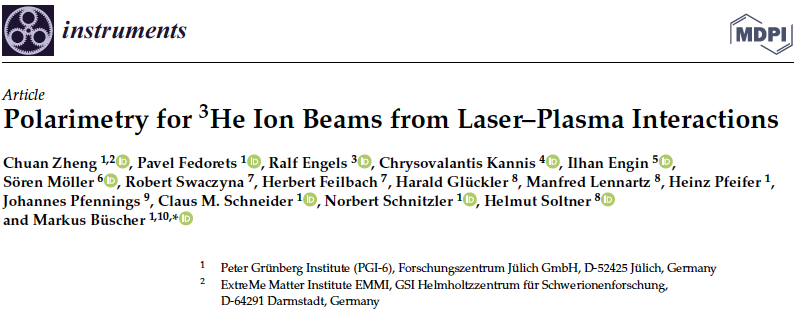 instruments
MDPI
Article
Polarimetry for ³He Ion Beams from Laser–Plasma Interactions
Chuan Zheng ¹,², Pavel Fedorets ¹, Ralf Engels ³, Chrysovalantis Kannis ⁴, Ilhan Engin ⁵,
Sören Möller ⁶, Robert Swaczyna ⁷, Herbert Feilbach ⁷, Harald Glückler ⁸, Manfred Lennartz ⁸, Heinz Pfeifer ¹,
Johannes Pfennings ⁹, Claus M. Schneider ¹, Norbert Schnitzler ¹, Helmut Soltner ⁸
and Markus Büscher ¹,¹⁰,*
¹ Peter Grünberg Institute (PGI-6), Forschungszentrum Jülich GmbH, D-52425 Jülich, Germany
² ExtreMe Matter Institute EMMI, GSI Helmholtzzentrum für Schwerionenforschung,
D-64291 Darmstadt, Germany